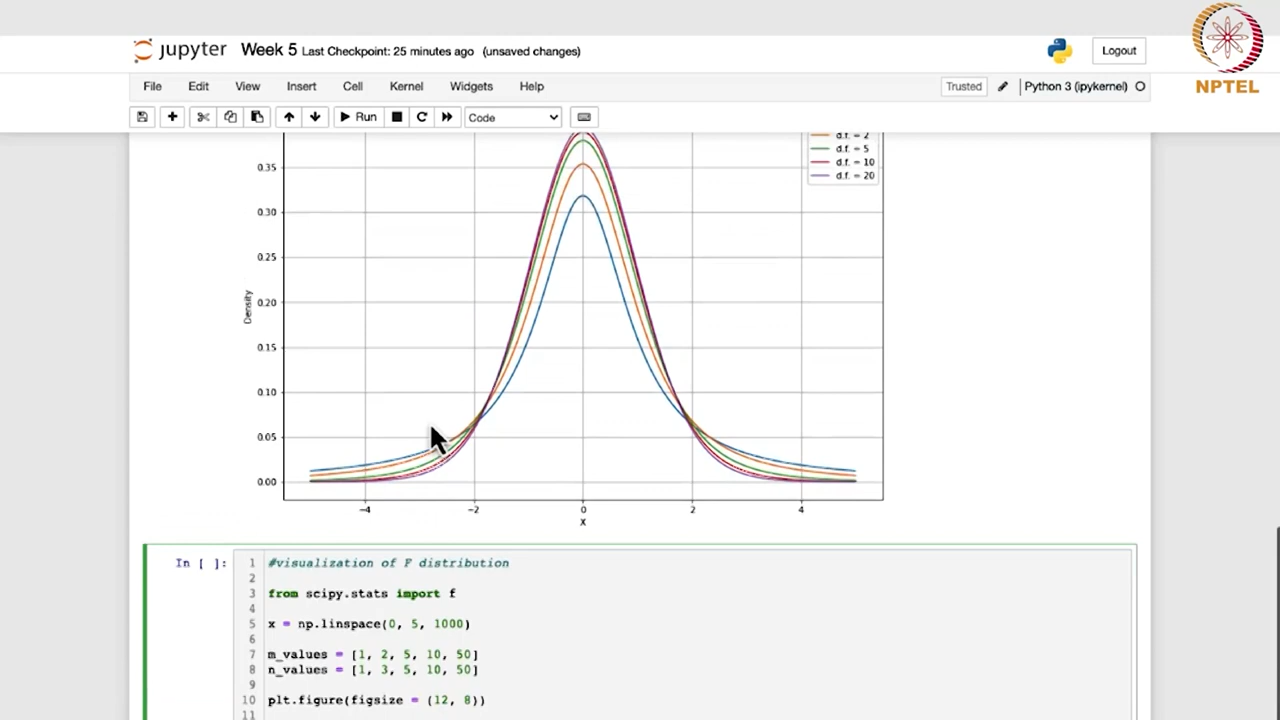 jupyter Week 5 Last Checkpoint: 25 minutes ago (unsaved changes)
Logout
NPTEL
File Edit View Insert Cell Kernel Widgets Help
Trusted Python 3 (ipykernel)
Run Code
d.f. = 2
d.f. = 5
d.f. = 10
d.f. = 20
0.35
0.30
0.25
0.20
0.15
0.10
0.05
0.00
Density
−4 −2 0 2 4
X
In [ ]:
1 #visualization of F distribution
2
3 from scipy.stats import f
4
5 x = np.linspace(0, 5, 1000)
6
7 m_values = [1, 2, 5, 10, 50]
8 n_values = [1, 3, 5, 10, 50]
9
10 plt.figure(figsize = (12, 8))
11